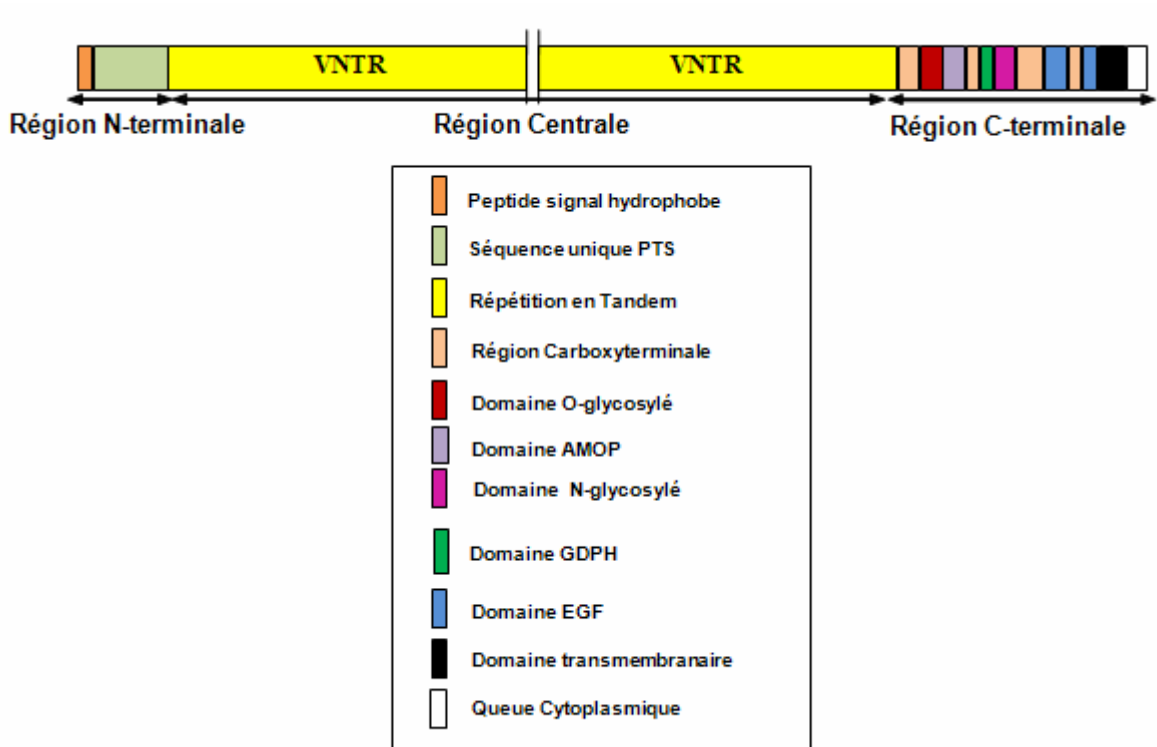 VNTR VNTR
Région N-terminale Région Centrale Région C-terminale
Peptide signal hydrophobe
Séquence unique PTS
Répétition en Tandem
Région Carboxyterminale
Domaine O-glycosylé
Domaine AMOP
Domaine N-glycosylé
Domaine GDPH
Domaine EGF
Domaine transmembranaire
Queue Cytoplasmique